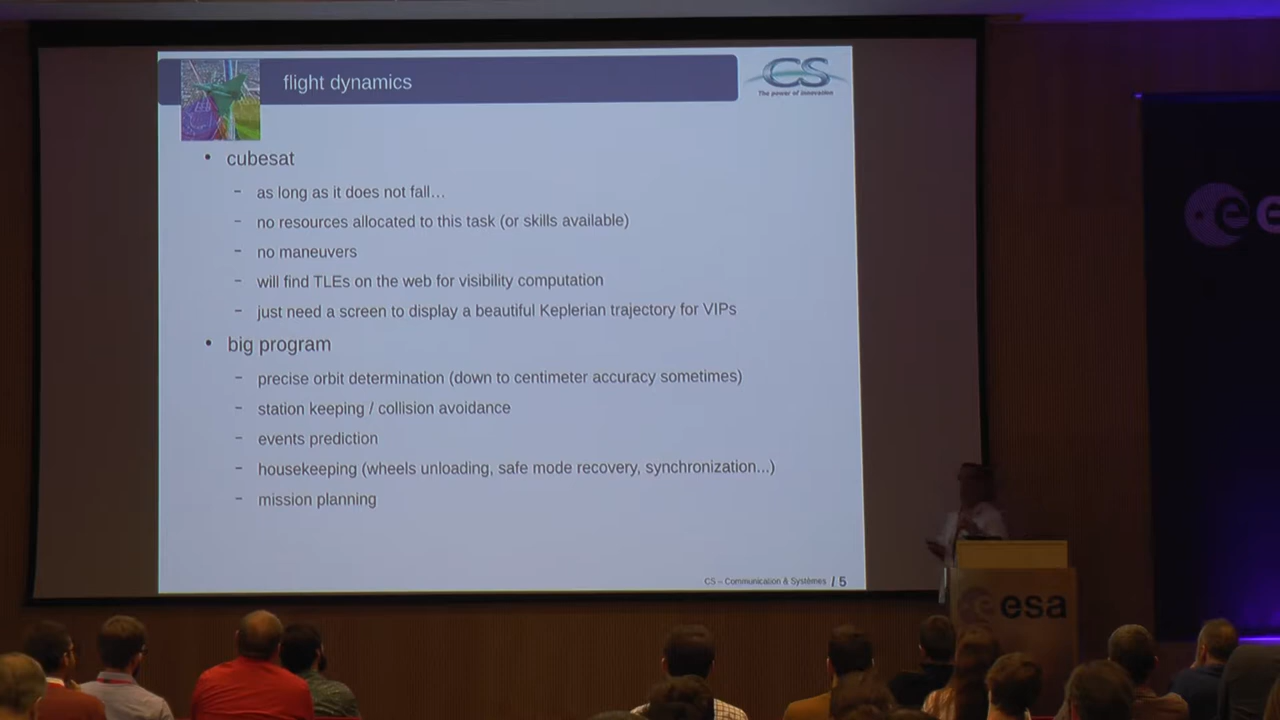 flight dynamics
CS
The power of innovation
• cubesat
– as long as it does not fall…
– no resources allocated to this task (or skills available)
– no maneuvers
– will find TLEs on the web for visibility computation
– just need a screen to display a beautiful Keplerian trajectory for VIPs
• big program
– precise orbit determination (down to centimeter accuracy sometimes)
– station keeping / collision avoidance
– events prediction
– housekeeping (wheels unloading, safe mode recovery, synchronization...)
– mission planning
CS – Communication & Systèmes / 5
esa
e